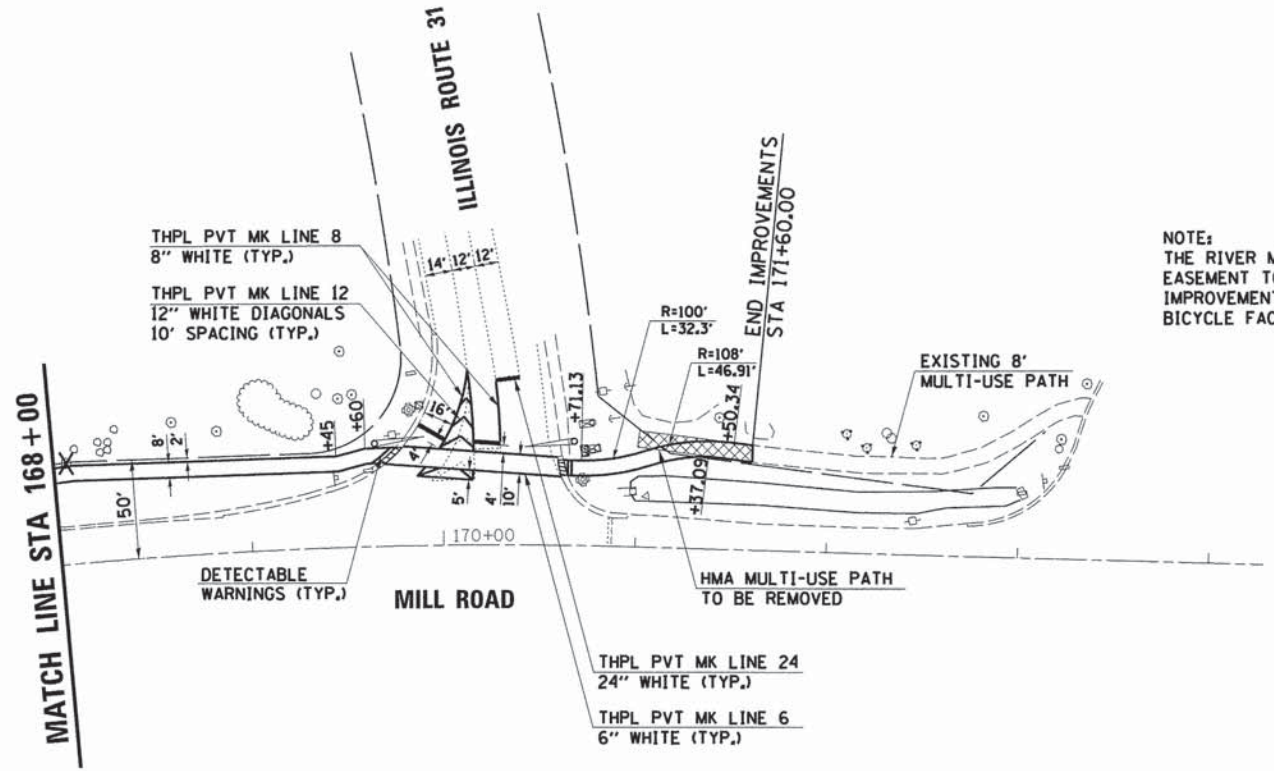 ILLINOIS ROUTE 31
THPL PVT MK LINE 8
8" WHITE (TYP.)
THPL PVT MK LINE 12
12" WHITE DIAGONALS
10' SPACING (TYP.)
14' 12' 12'
END IMPROVEMENTS
STA 171+60.00
NOTE:
THE RIVER M
EASEMENT TO
IMPROVEMENT
BICYCLE FAC
R=100'
L=32.3'
R=108'
L=46.91'
EXISTING 8'
MULTI-USE PATH
MATCH LINE STA 168+00
8'
2'
50'
+45
+60
16'
4'
5'
4'
10'
+71.13
+50.34
+37.09
170+00
DETECTABLE
WARNINGS (TYP.)
MILL ROAD
HMA MULTI-USE PATH
TO BE REMOVED
THPL PVT MK LINE 24
24" WHITE (TYP.)
THPL PVT MK LINE 6
6" WHITE (TYP.)